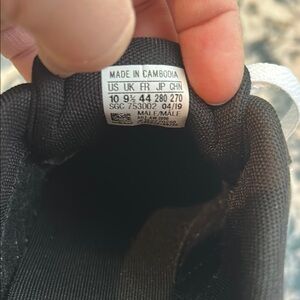 MADE IN CAMBODIA
US UK FR JP CHN
10 9½ 44 280 270
SGC 753002 04/19
MALE/MÂLE